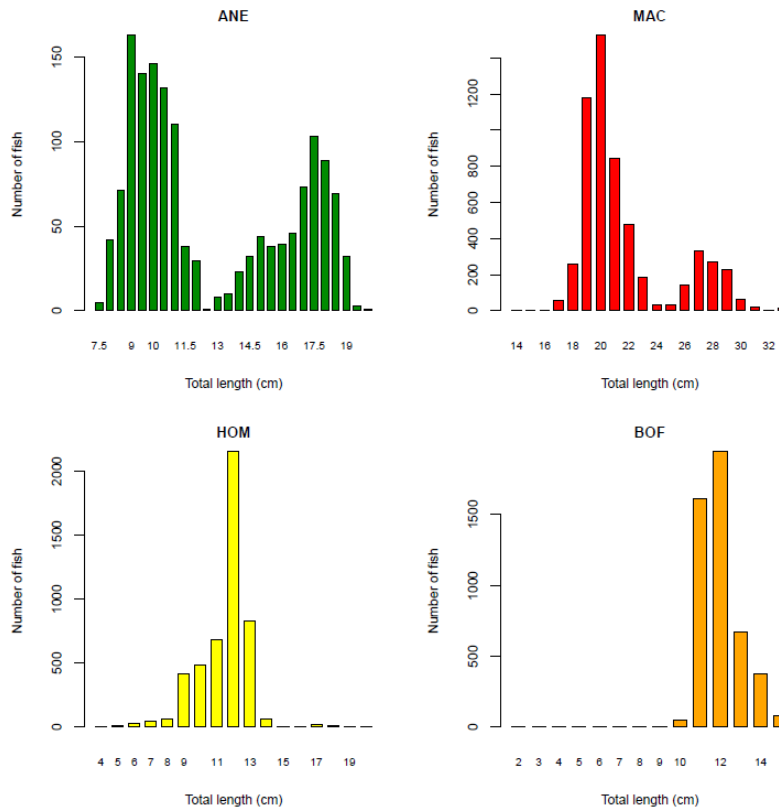 ANE
Number of fish
150
100
50
0
7.5 9 10 11.5 13 14.5 16 17.5 19
Total length (cm)
MAC
Number of fish
1200
800
600
400
200
0
14 16 18 20 22 24 26 28 30 32
Total length (cm)
HOM
Number of fish
2000
1500
1000
500
0
4 5 6 7 8 9 11 13 15 17 19
Total length (cm)
BOF
Number of fish
1500
1000
500
0
2 3 4 5 6 7 8 9 10 12 14
Total length (cm)